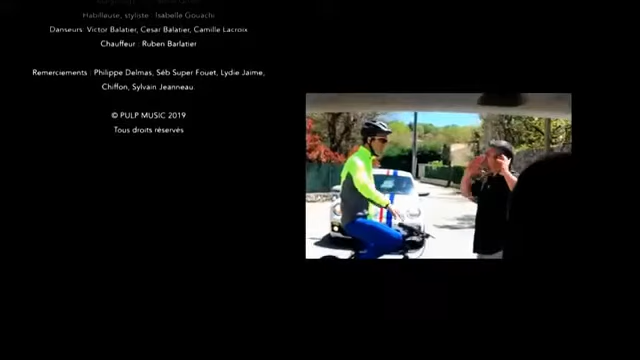 Habilleuse, styliste : Isabelle Gouachi
Danseurs: Victor Balatier, Cesar Balatier, Camille Lacroix
Chauffeur : Ruben Barlatier
Remerciements : Philippe Delmas, Séb Super Fouet, Lydie Jaime,
Chiffon, Sylvain Jeanneau
© PULP MUSIC 2019
Tous droits réservés